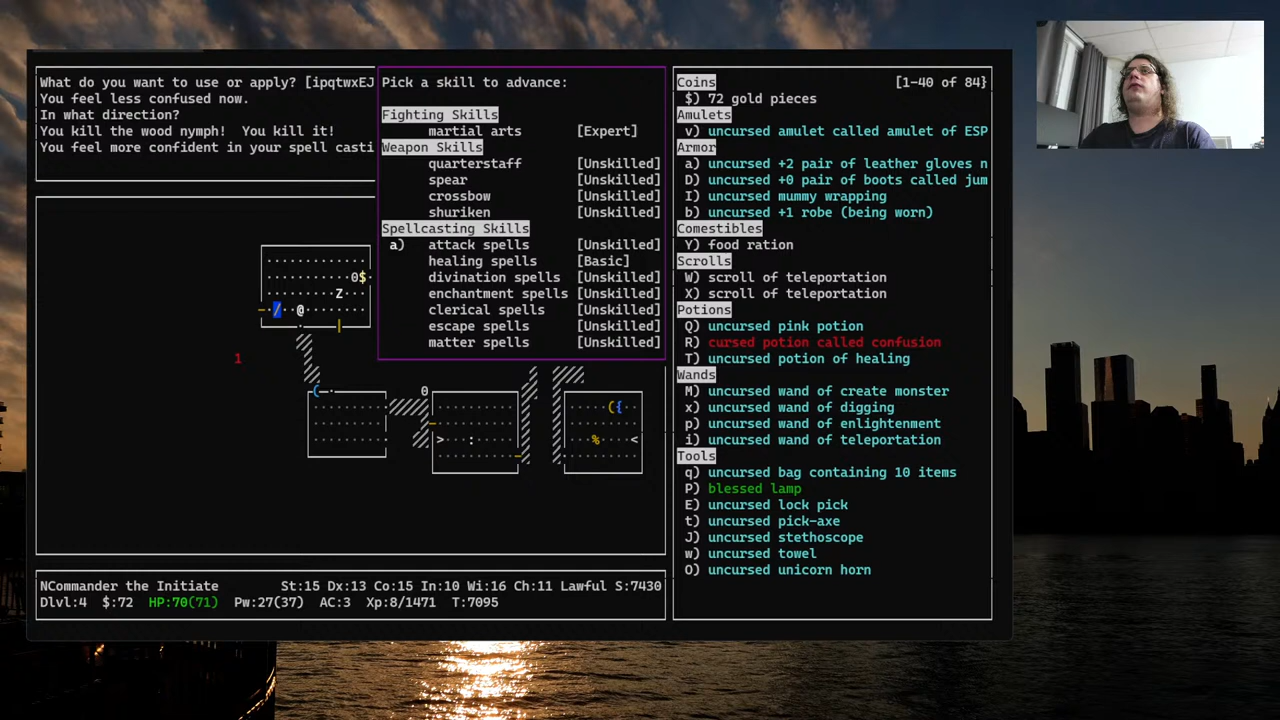 What do you want to use or apply? [ipqtwxEJ
You feel less confused now.
In what direction?
You kill the wood nymph!  You kill it!
You feel more confident in your spell casti
Pick a skill to advance:
Fighting Skills
martial arts [Expert]
Weapon Skills
quarterstaff [Unskilled]
spear [Unskilled]
crossbow [Unskilled]
shuriken [Unskilled]
Spellcasting Skills
a) attack spells [Unskilled]
healing spells [Basic]
divination spells [Unskilled]
enchantment spells [Unskilled]
clerical spells [Unskilled]
escape spells [Unskilled]
matter spells [Unskilled]
Coins [1-40 of 84}
$) 72 gold pieces
Amulets
v) uncursed amulet called amulet of ESP
Armor
a) uncursed +2 pair of leather gloves n
D) uncursed +0 pair of boots called jum
I) uncursed mummy wrapping
b) uncursed +1 robe (being worn)
Comestibles
Y) food ration
Scrolls
W) scroll of teleportation
X) scroll of teleportation
Potions
Q) uncursed pink potion
R) cursed potion called confusion
T) uncursed potion of healing
Wands
M) uncursed wand of create monster
x) uncursed wand of digging
p) uncursed wand of enlightenment
i) uncursed wand of teleportation
Tools
q) uncursed bag containing 10 items
P) blessed lamp
E) uncursed lock pick
t) uncursed pick-axe
J) uncursed stethoscope
w) uncursed towel
O) uncursed unicorn horn
0$
Z
/ @
1
( 0
> :
({
% <
NCommander the Initiate St:15 Dx:13 Co:15 In:10 Wi:16 Ch:11 Lawful S:7430
Dlvl:4 $:72 HP:70(71) Pw:27(37) AC:3 Xp:8/1471 T:7095